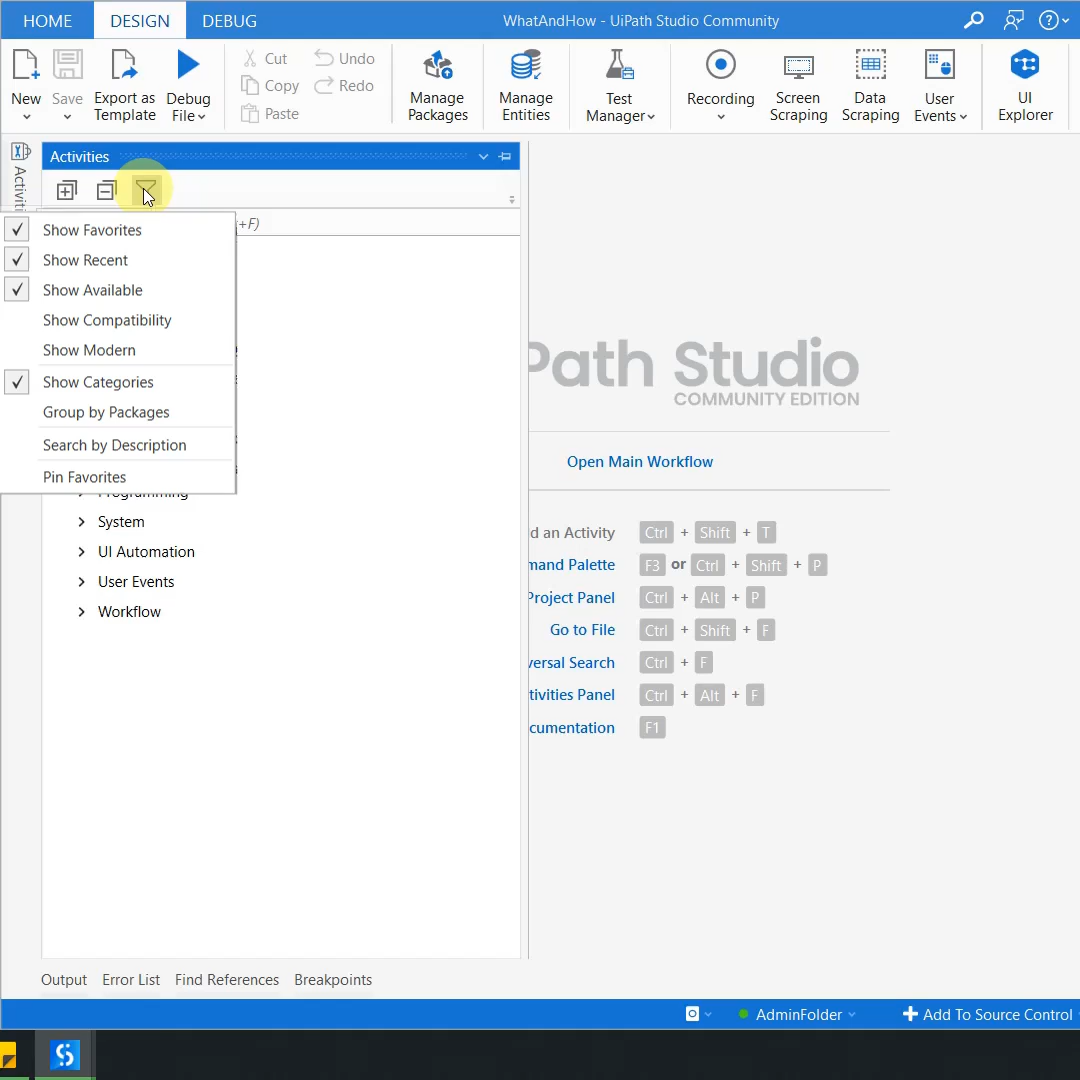 HOME DESIGN DEBUG WhatAndHow - UiPath Studio Community
New Save Export as Template Debug File Cut Copy Paste Undo Redo Manage Packages Manage Entities Test Manager Recording Screen Scraping Data Scraping User Events UI Explorer
Activities
+F)
Show Favorites
Show Recent
Show Available
Show Compatibility
Show Modern
Show Categories
Group by Packages
Search by Description
Pin Favorites
Programming
System
UI Automation
User Events
Workflow
Path Studio
COMMUNITY EDITION
Open Main Workflow
d an Activity Ctrl + Shift + T
mand Palette F3 or Ctrl + Shift + P
Project Panel Ctrl + Alt + P
Go to File Ctrl + Shift + F
versal Search Ctrl + F
tivities Panel Ctrl + Alt + F
cumentation F1
Output Error List Find References Breakpoints
AdminFolder Add To Source Control